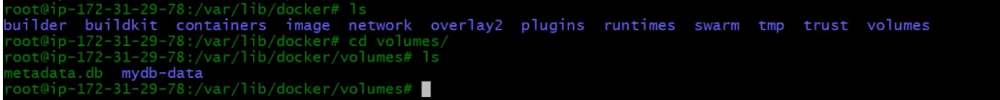 root@ip-172-31-29-78:/var/lib/docker# ls
builder buildkit containers image network overlay2 plugins runtimes swarm tmp trust volumes
root@ip-172-31-29-78:/var/lib/docker# cd volumes/
root@ip-172-31-29-78:/var/lib/docker/volumes# ls
metadata.db mydb-data
root@ip-172-31-29-78:/var/lib/docker/volumes#